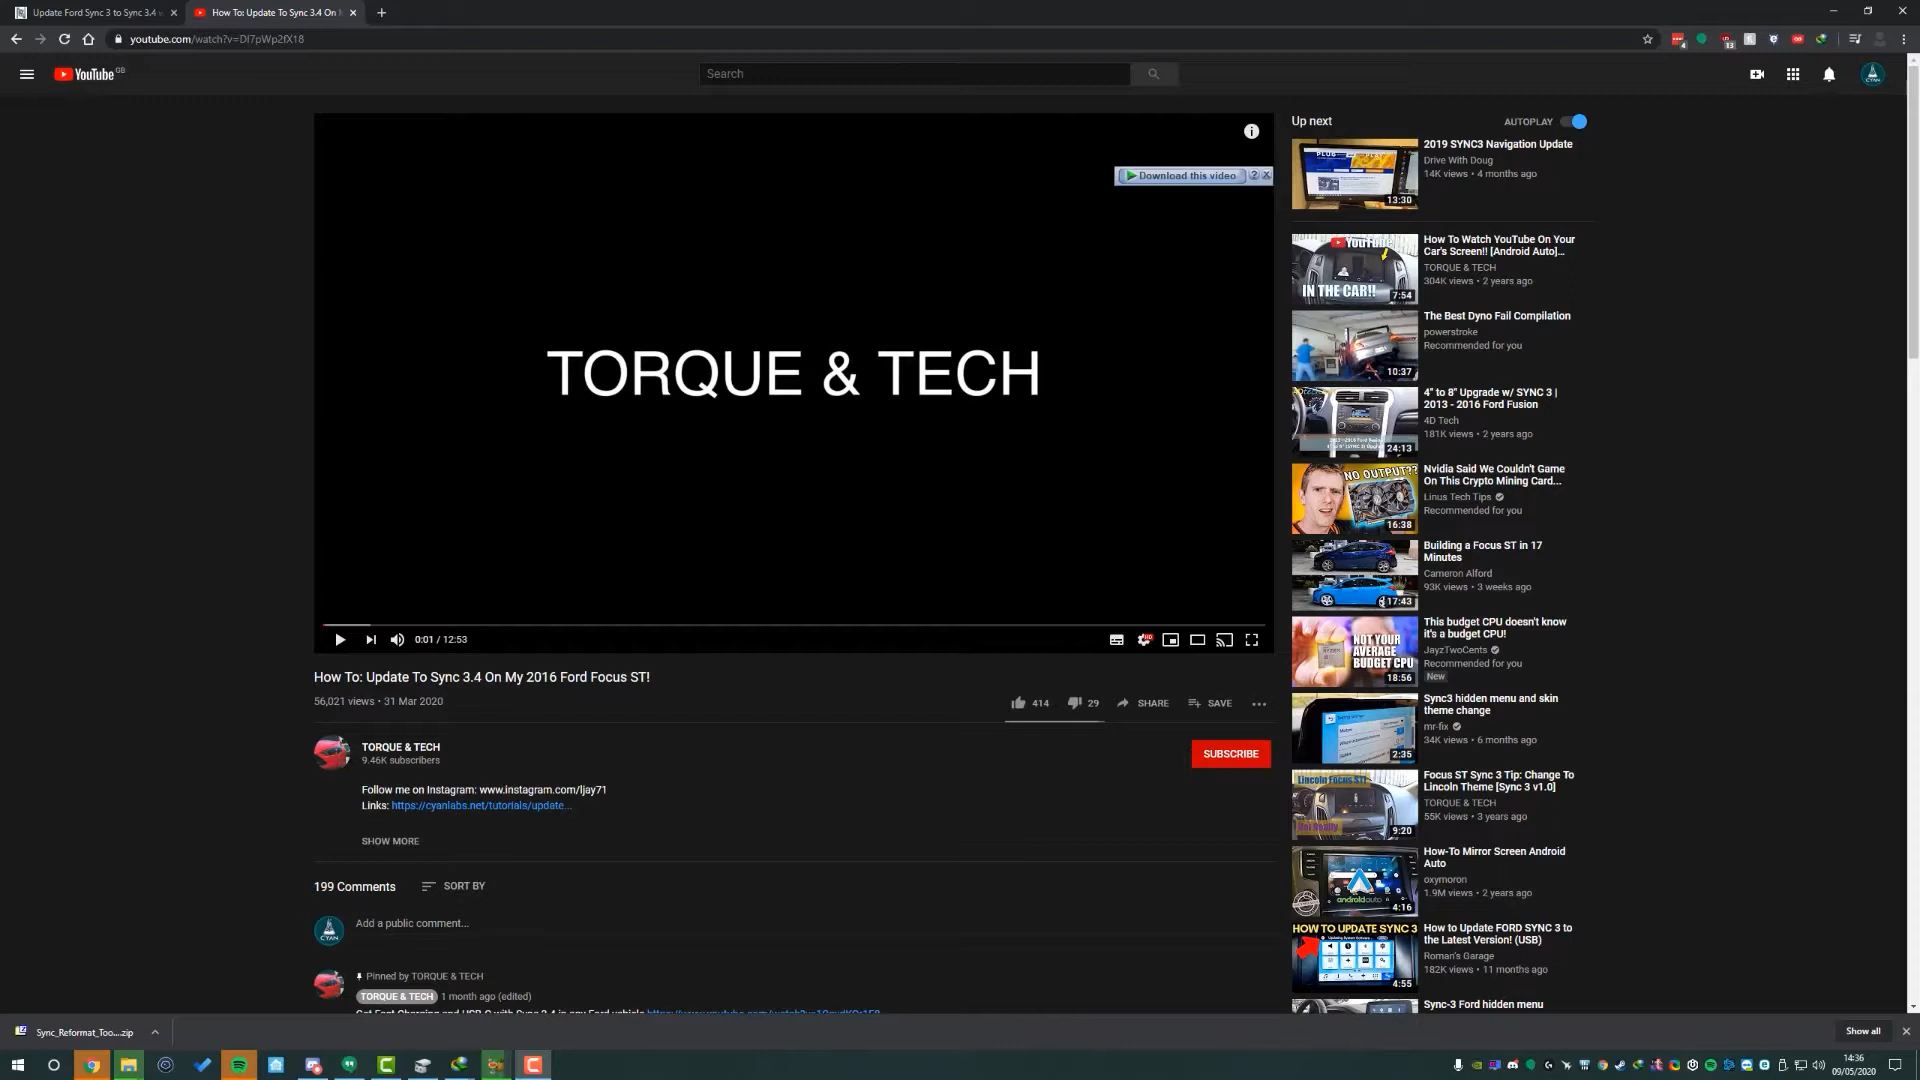 Update Ford Sync 3 to Sync 3.4
How To: Update To Sync 3.4 On
youtube.com/watch?v=DI7pWp2fX18
YouTube GB
Search
TORQUE & TECH
Download this video
0:01 / 12:53
How To: Update To Sync 3.4 On My 2016 Ford Focus ST!
56,021 views • 31 Mar 2020
414
29
SHARE
SAVE
TORQUE & TECH
9.46K subscribers
SUBSCRIBE
Follow me on Instagram: www.instagram.com/ljay71
Links: https://cyanlabs.net/tutorials/update...
SHOW MORE
199 Comments
SORT BY
CYAN
Add a public comment...
Pinned by TORQUE & TECH
TORQUE & TECH 1 month ago (edited)
Up next
AUTOPLAY
2019 SYNC3 Navigation Update
Drive With Doug
14K views • 4 months ago
13:30
How To Watch YouTube On Your
Car's Screen!! [Android Auto]...
TORQUE & TECH
304K views • 2 years ago
YouTube
IN THE CAR!!
7:54
The Best Dyno Fail Compilation
powerstroke
Recommended for you
10:37
4" to 8" Upgrade w/ SYNC 3 |
2013 - 2016 Ford Fusion
4D Tech
181K views • 2 years ago
24:13
Nvidia Said We Couldn't Game
On This Crypto Mining Card...
Linus Tech Tips
Recommended for you
NO OUTPUT??
16:38
Building a Focus ST in 17
Minutes
Cameron Alford
93K views • 3 weeks ago
17:43
This budget CPU doesn't know
it's a budget CPU!
JayzTwoCents
Recommended for you
New
NOT YOUR
AVERAGE
BUDGET CPU
18:56
Sync3 hidden menu and skin
theme change
mr-fix
34K views • 6 months ago
2:35
Focus ST Sync 3 Tip: Change To
Lincoln Theme [Sync 3 v1.0]
TORQUE & TECH
55K views • 3 years ago
Lincoln Focus ST!
Not Really
9:20
How-To Mirror Screen Android
Auto
oxymoron
1.9M views • 2 years ago
androidauto
4:16
How to Update FORD SYNC 3 to
the Latest Version! (USB)
Roman's Garage
182K views • 11 months ago
HOW TO UPDATE SYNC 3
4:55
Sync-3 Ford hidden menu
Sync_Reformat_Too....zip
Show all
14:36
09/05/2020